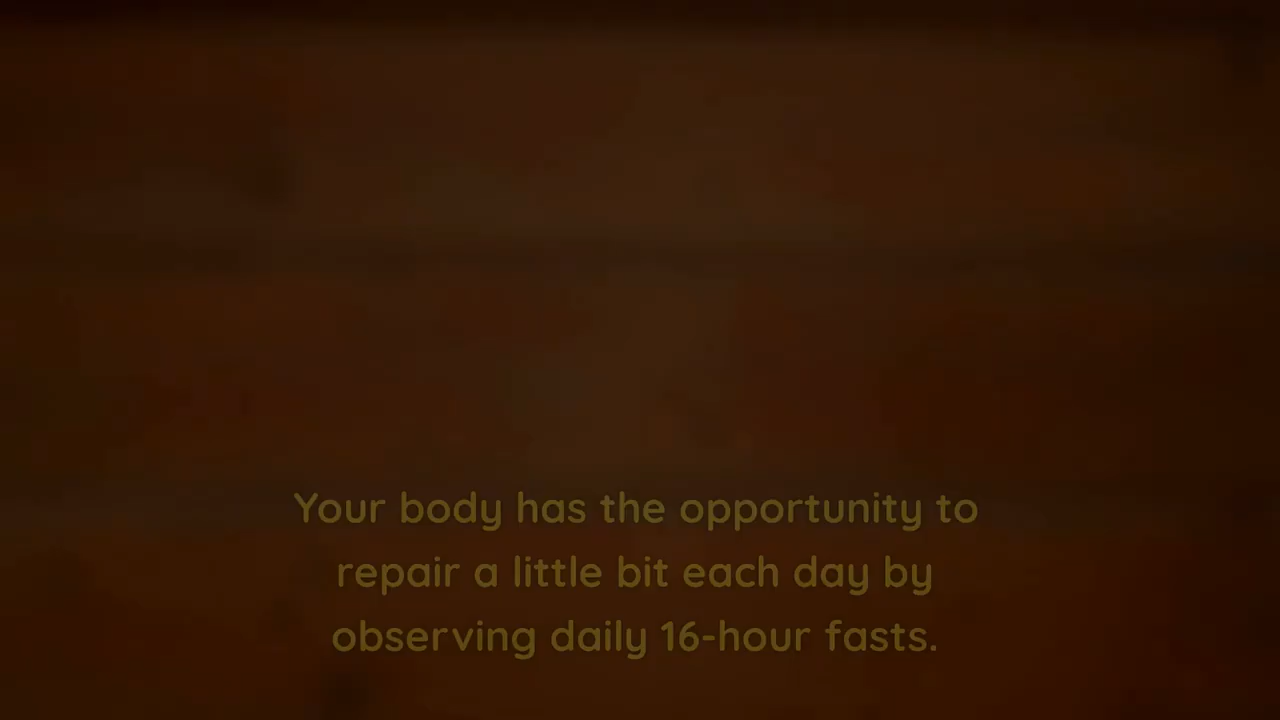 Your body has the opportunity to
repair a little bit each day by
observing daily 16-hour fasts.